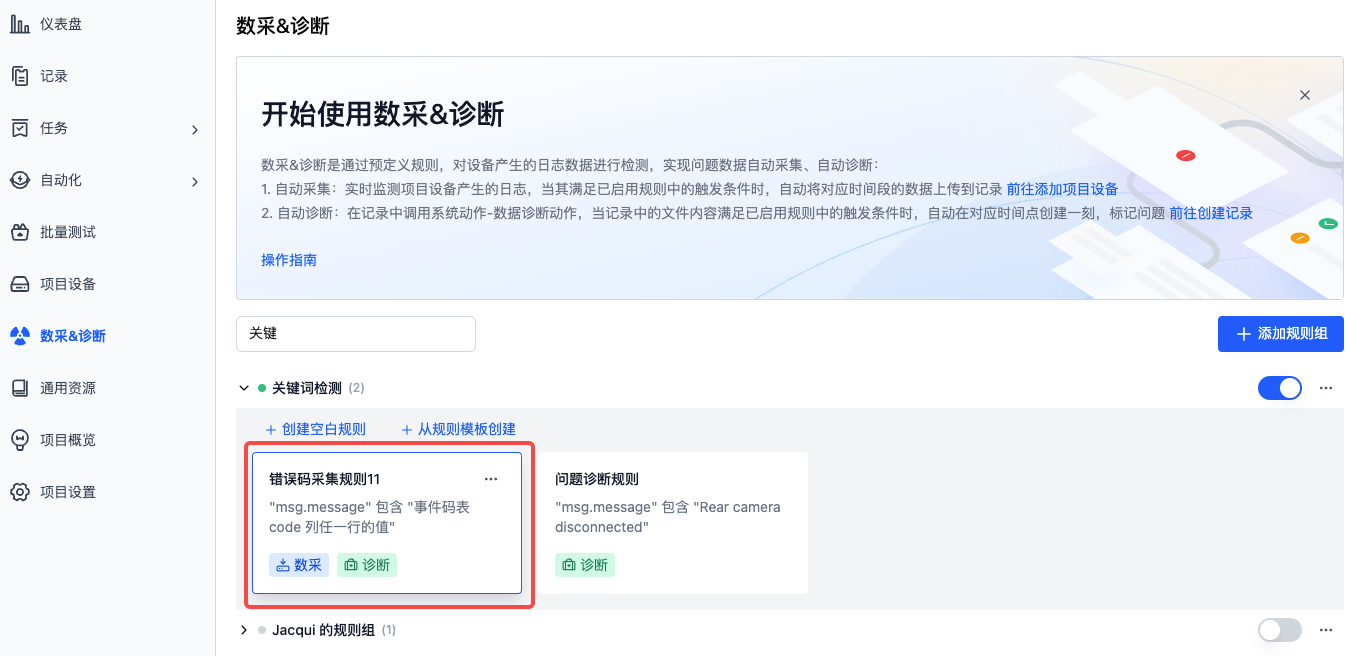 仪表盘
记录
任务
自动化
批量测试
项目设备
数采&诊断
通用资源
项目概览
项目设置
数采&诊断
开始使用数采&诊断
数采&诊断是通过预定义规则，对设备产生的日志数据进行检测，实现问题数据自动采集、自动诊断：
1. 自动采集：实时监测项目设备产生的日志，当其满足已启用规则中的触发条件时，自动将对应时间段的数据上传到记录 前往添加项目设备
2. 自动诊断：在记录中调用系统动作-数据诊断动作，当记录中的文件内容满足已启用规则中的触发条件时，自动在对应时间点创建一刻，标记问题 前往创建记录
操作指南
关键
添加规则组
关键词检测 (2)
创建空白规则 从规则模板创建
错误码采集规则11
"msg.message" 包含 "事件码表
code 列任一行的值"
数采 诊断
问题诊断规则
"msg.message" 包含 "Rear camera
disconnected"
诊断
Jacqui 的规则组 (1)